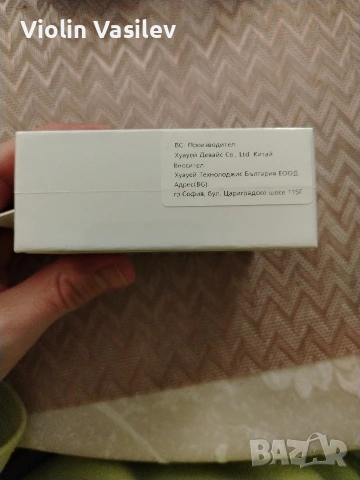 Violin Vasilev
BG: Производител
Хуауей Девайс Co., Ltd Китай
Вносител
Хуауей Технолоджис България ЕООД
Адрес(BG)
гр.София, бул. Цариградско шосе 115Г
BAZAR